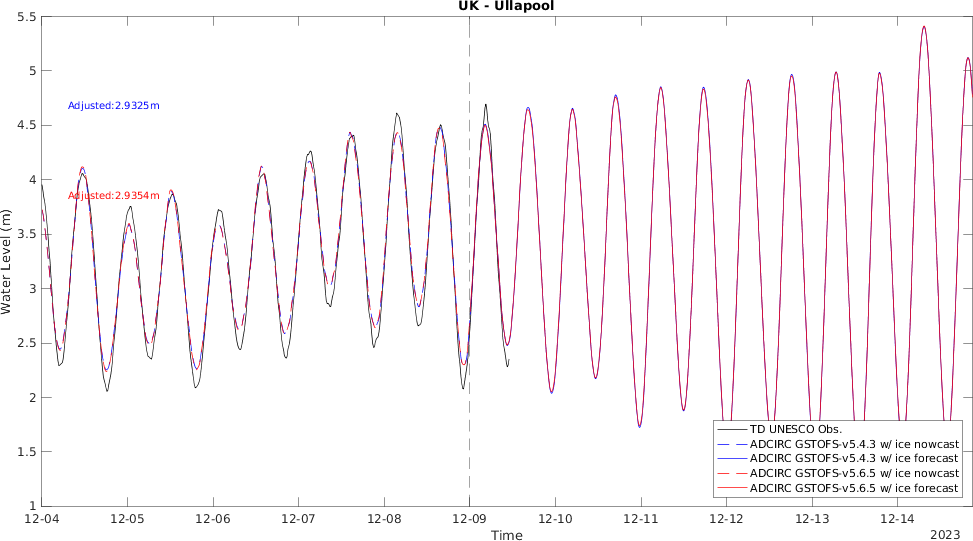 UK - Ullapool
5.5
5
4.5
4
3.5
3
2.5
2
1.5
1
Water Level (m)
Adjusted:2.9325m
Adjusted:2.9354m
TD UNESCO Obs.
ADCIRC GSTOFS-v5.4.3 w/ ice nowcast
ADCIRC GSTOFS-v5.4.3 w/ ice forecast
ADCIRC GSTOFS-v5.6.5 w/ ice nowcast
ADCIRC GSTOFS-v5.6.5 w/ ice forecast
12-04 12-05 12-06 12-07 12-08 12-09 12-10 12-11 12-12 12-13 12-14
Time
2023